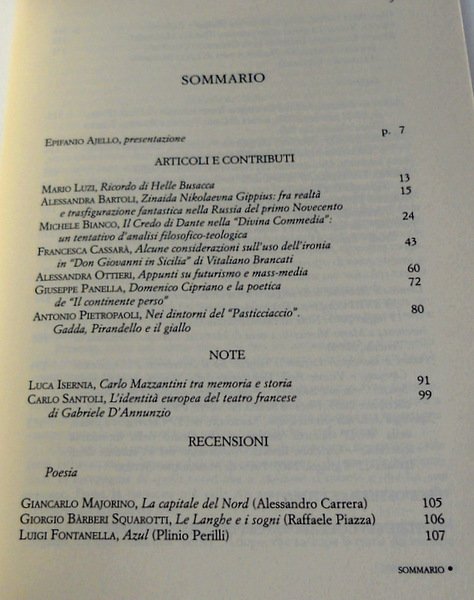 SOMMARIO
EPIFANIO AJELLO, presentazione p. 7
ARTICOLI E CONTRIBUTI
MARIO LUZI, Ricordo di Helle Busacca 13
ALESSANDRA BARTOLI, Zinaida Nikolaevna Gippius: fra realtà 15
e trasfigurazione fantastica nella Russia del primo Novecento
MICHELE BIANCO, Il Credo di Dante nella "Divina Commedia": 24
un tentativo d'analisi filosofico-teologica
FRANCESCA CASSARÀ, Alcune considerazioni sull'uso dell'ironia 43
in "Don Giovanni in Sicilia" di Vitaliano Brancati
ALESSANDRA OTTIERI, Appunti su futurismo e mass-media 60
GIUSEPPE PANELLA, Domenico Cipriano e la poetica 72
de "Il continente perso"
ANTONIO PIETROPAOLI, Nei dintorni del "Pasticciaccio". 80
Gadda, Pirandello e il giallo
NOTE
LUCA ISERNIA, Carlo Mazzantini tra memoria e storia 91
CARLO SANTOLI, L'identità europea del teatro francese 99
di Gabriele D'Annunzio
RECENSIONI
Poesia
GIANCARLO MAJORINO, La capitale del Nord (Alessandro Carrera) 105
GIORGIO BÀRBERI SQUAROTTI, Le Langhe e i sogni (Raffaele Piazza) 106
LUIGI FONTANELLA, Azul (Plinio Perilli) 107
SOMMARIO •